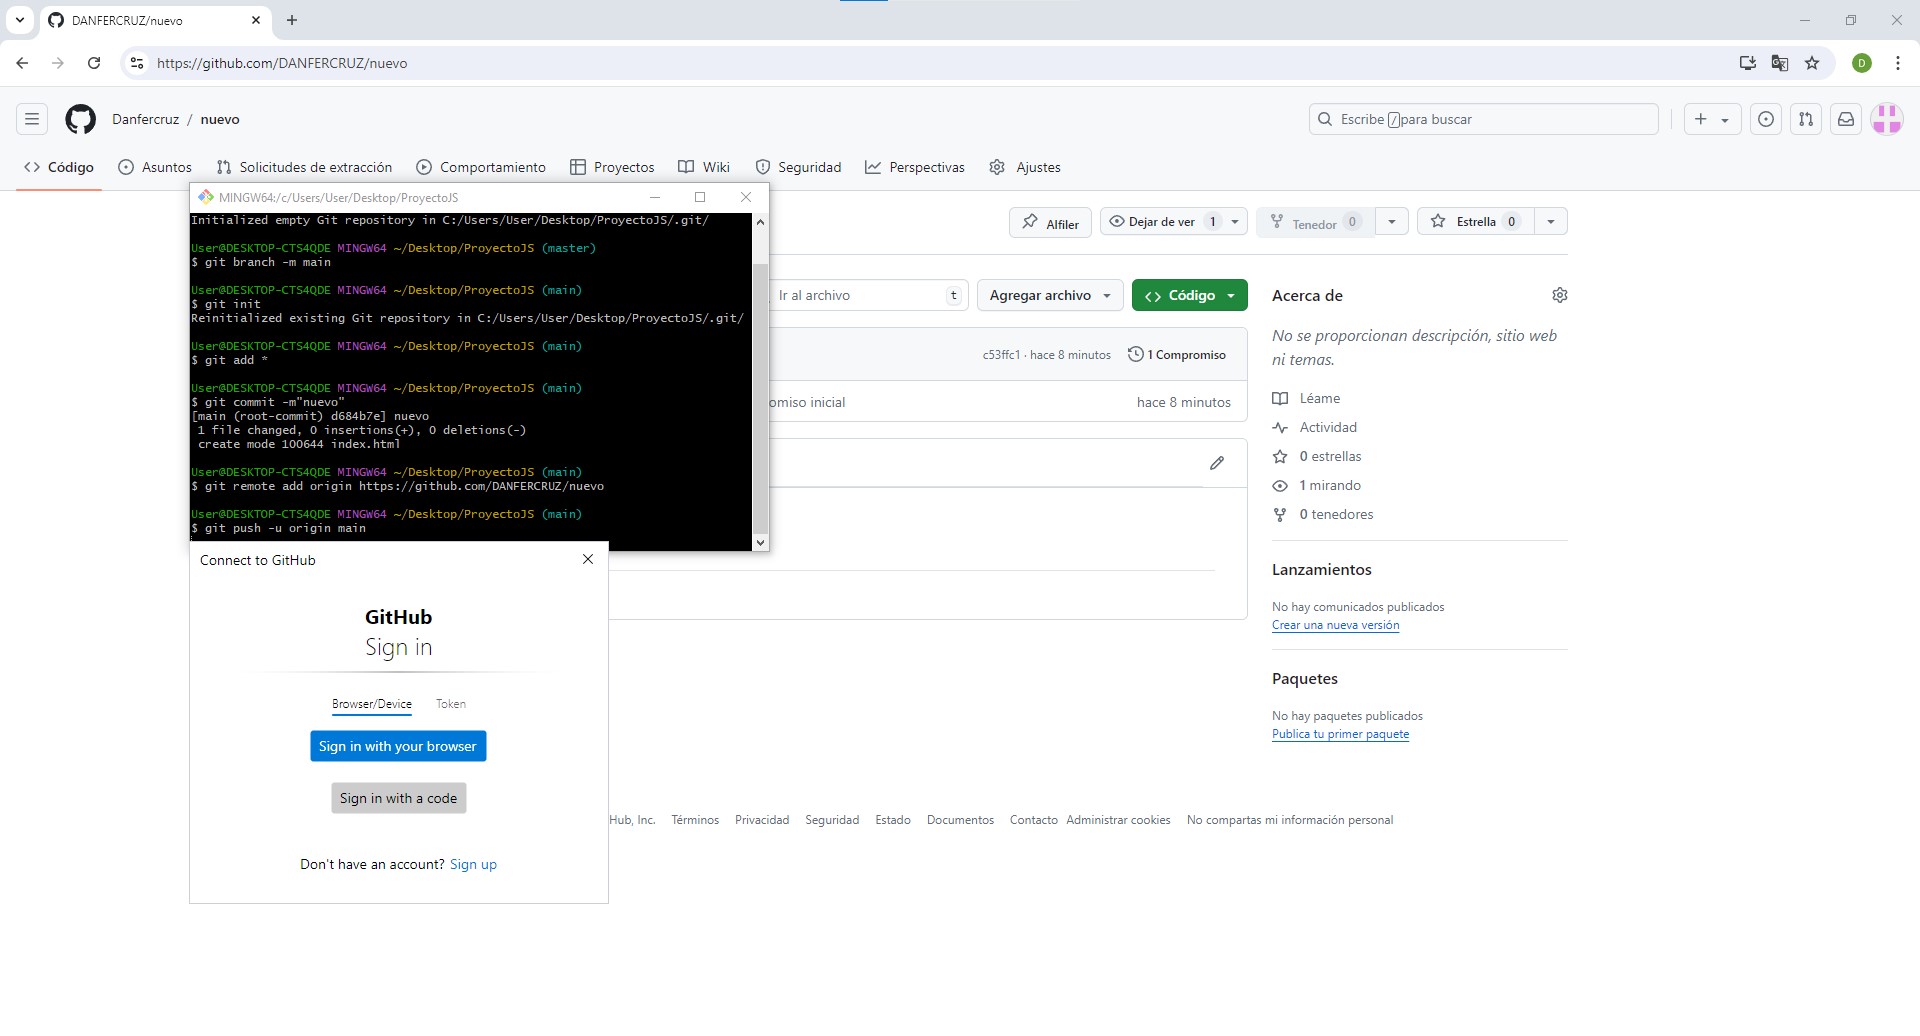 DANFERCRUZ/nuevo
https://github.com/DANFERCRUZ/nuevo
D
Danfercruz / nuevo
Escribe / para buscar
Código
Asuntos
Solicitudes de extracción
Comportamiento
Proyectos
Wiki
Seguridad
Perspectivas
Ajustes
MINGW64:/c/Users/User/Desktop/ProyectoJS
Initialized empty Git repository in C:/Users/User/Desktop/ProyectoJS/.git/
User@DESKTOP-CTS4QDE MINGW64 ~/Desktop/ProyectoJS (master)
$ git branch -m main
User@DESKTOP-CTS4QDE MINGW64 ~/Desktop/ProyectoJS (main)
$ git init
Reinitialized existing Git repository in C:/Users/User/Desktop/ProyectoJS/.git/
User@DESKTOP-CTS4QDE MINGW64 ~/Desktop/ProyectoJS (main)
$ git add *
User@DESKTOP-CTS4QDE MINGW64 ~/Desktop/ProyectoJS (main)
$ git commit -m"nuevo"
[main (root-commit) d684b7e] nuevo
1 file changed, 0 insertions(+), 0 deletions(-)
create mode 100644 index.html
User@DESKTOP-CTS4QDE MINGW64 ~/Desktop/ProyectoJS (main)
$ git remote add origin https://github.com/DANFERCRUZ/nuevo
User@DESKTOP-CTS4QDE MINGW64 ~/Desktop/ProyectoJS (main)
$ git push -u origin main
Connect to GitHub
GitHub
Sign in
Browser/Device
Token
Sign in with your browser
Sign in with a code
Don't have an account? Sign up
Alfiler
Dejar de ver 1
Tenedor 0
Estrella 0
Ir al archivo
t
Agregar archivo
Código
c53ffc1 · hace 8 minutos
1 Compromiso
omiso inicial
hace 8 minutos
Acerca de
No se proporcionan descripción, sitio web
ni temas.
Léame
Actividad
0 estrellas
1 mirando
0 tenedores
Lanzamientos
No hay comunicados publicados
Crear una nueva versión
Paquetes
No hay paquetes publicados
Publica tu primer paquete
Hub, Inc.
Términos
Privacidad
Seguridad
Estado
Documentos
Contacto
Administrar cookies
No compartas mi información personal